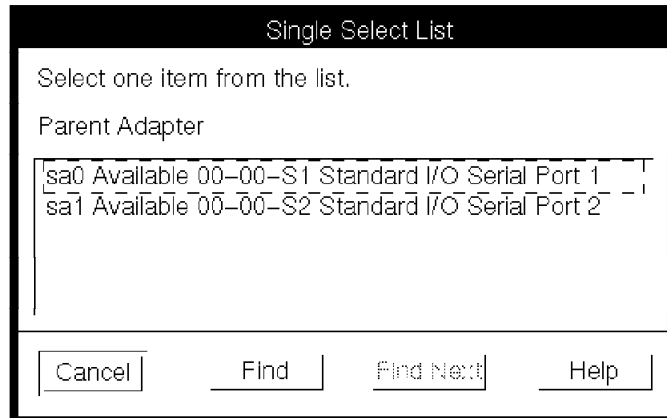 Single Select List
Select one item from the list.
Parent Adapter
sa0 Available 00–00–S1 Standard I/O Serial Port 1
sa1 Available 00–00–S2 Standard I/O Serial Port 2
Cancel Find Find Next Help